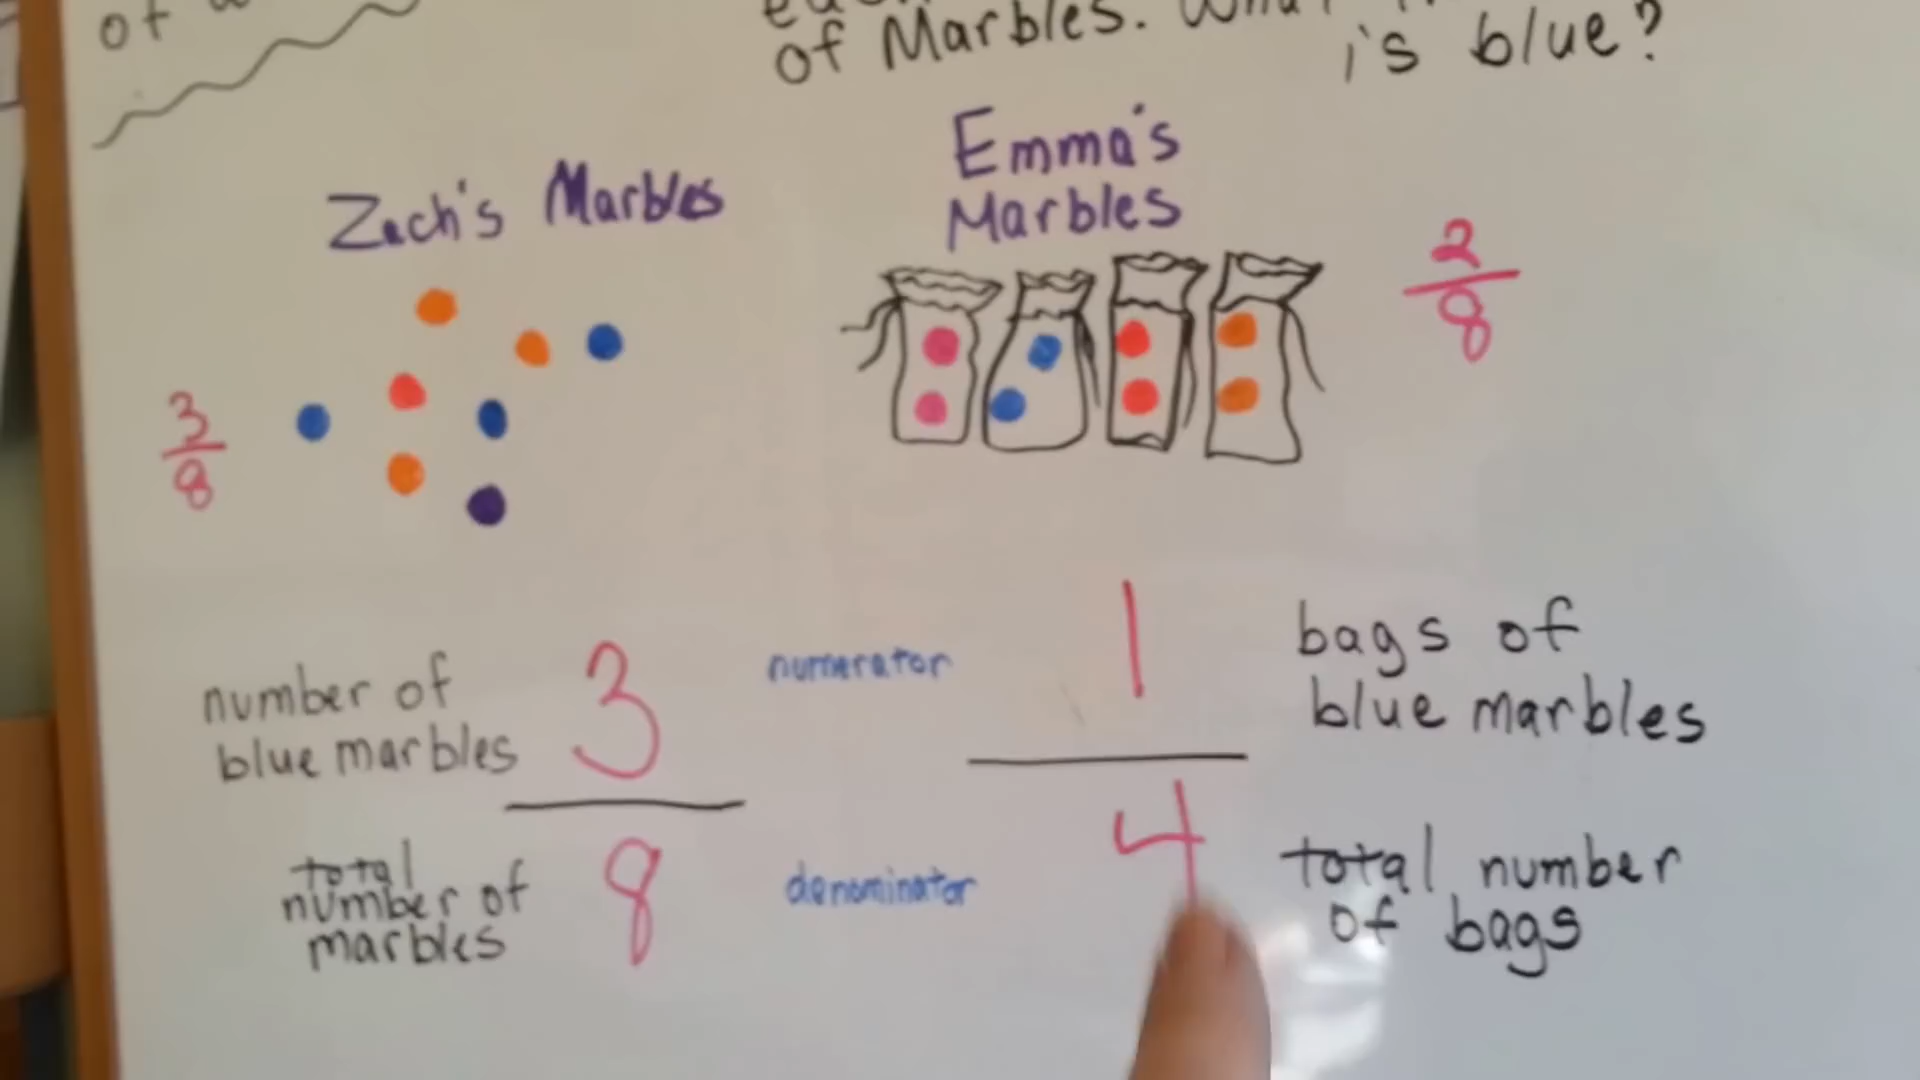 of
of Marbles. What
is blue?
Zach's Marbles
Emma's
Marbles
3
8
2
8
number of
blue marbles
3
total
number of
marbles
8
numerator
denominator
1
4
bags of
blue marbles
total number
of bags